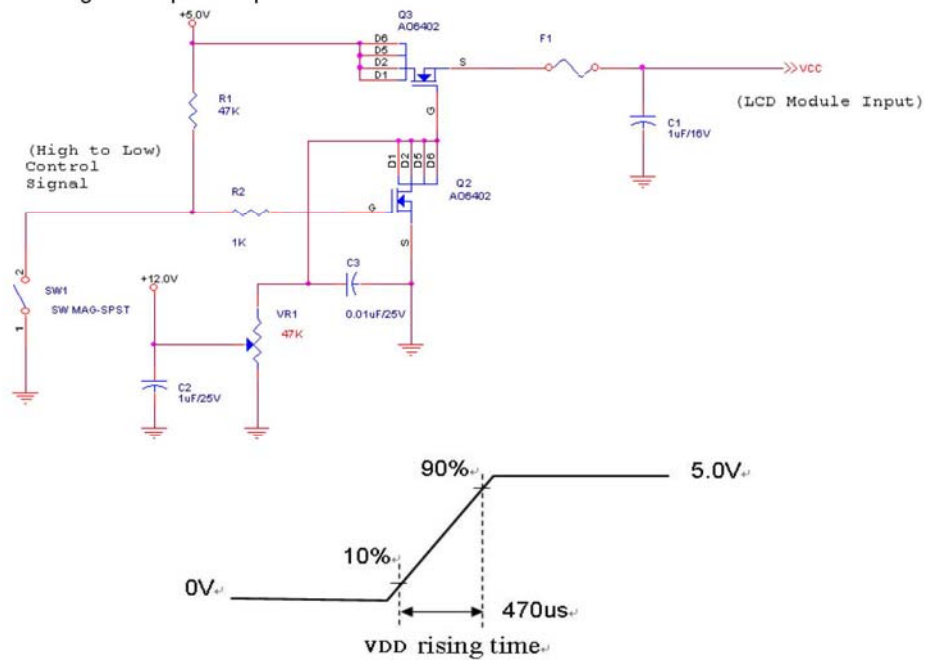 +5.0V
Q3
AO6402
D6
D5
D2
D1
S
G
F1
VCC
(LCD Module Input)
C1
1uF/16V
R1
47K
(High to Low)
Control
Signal
D1
D2
D5
D6
Q2
AO6402
R2
G
1K
S
2
SW1
SW MAG-SPST
1
+12.0V
C3
0.01uF/25V
VR1
47K
C2
1uF/25V
90%
5.0V
10%
0V
470us
VDD rising time